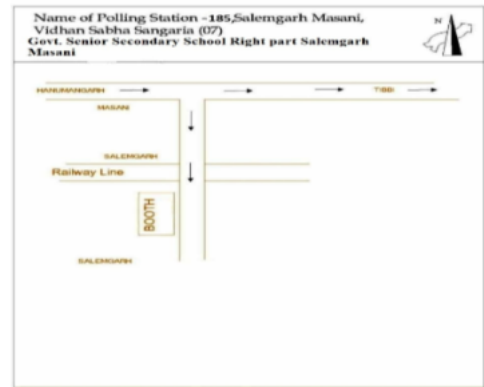 Name of Polling Station -185,Salemgarh Masani,
Vidhan Sabha Sangaria (07)
Govt. Senior Secondary School Right part Salemgarh
Masani
N
HANUMANGARH
TIBBI
MASANI
SALEMGARH
Railway Line
BOOTH
SALEMGARH